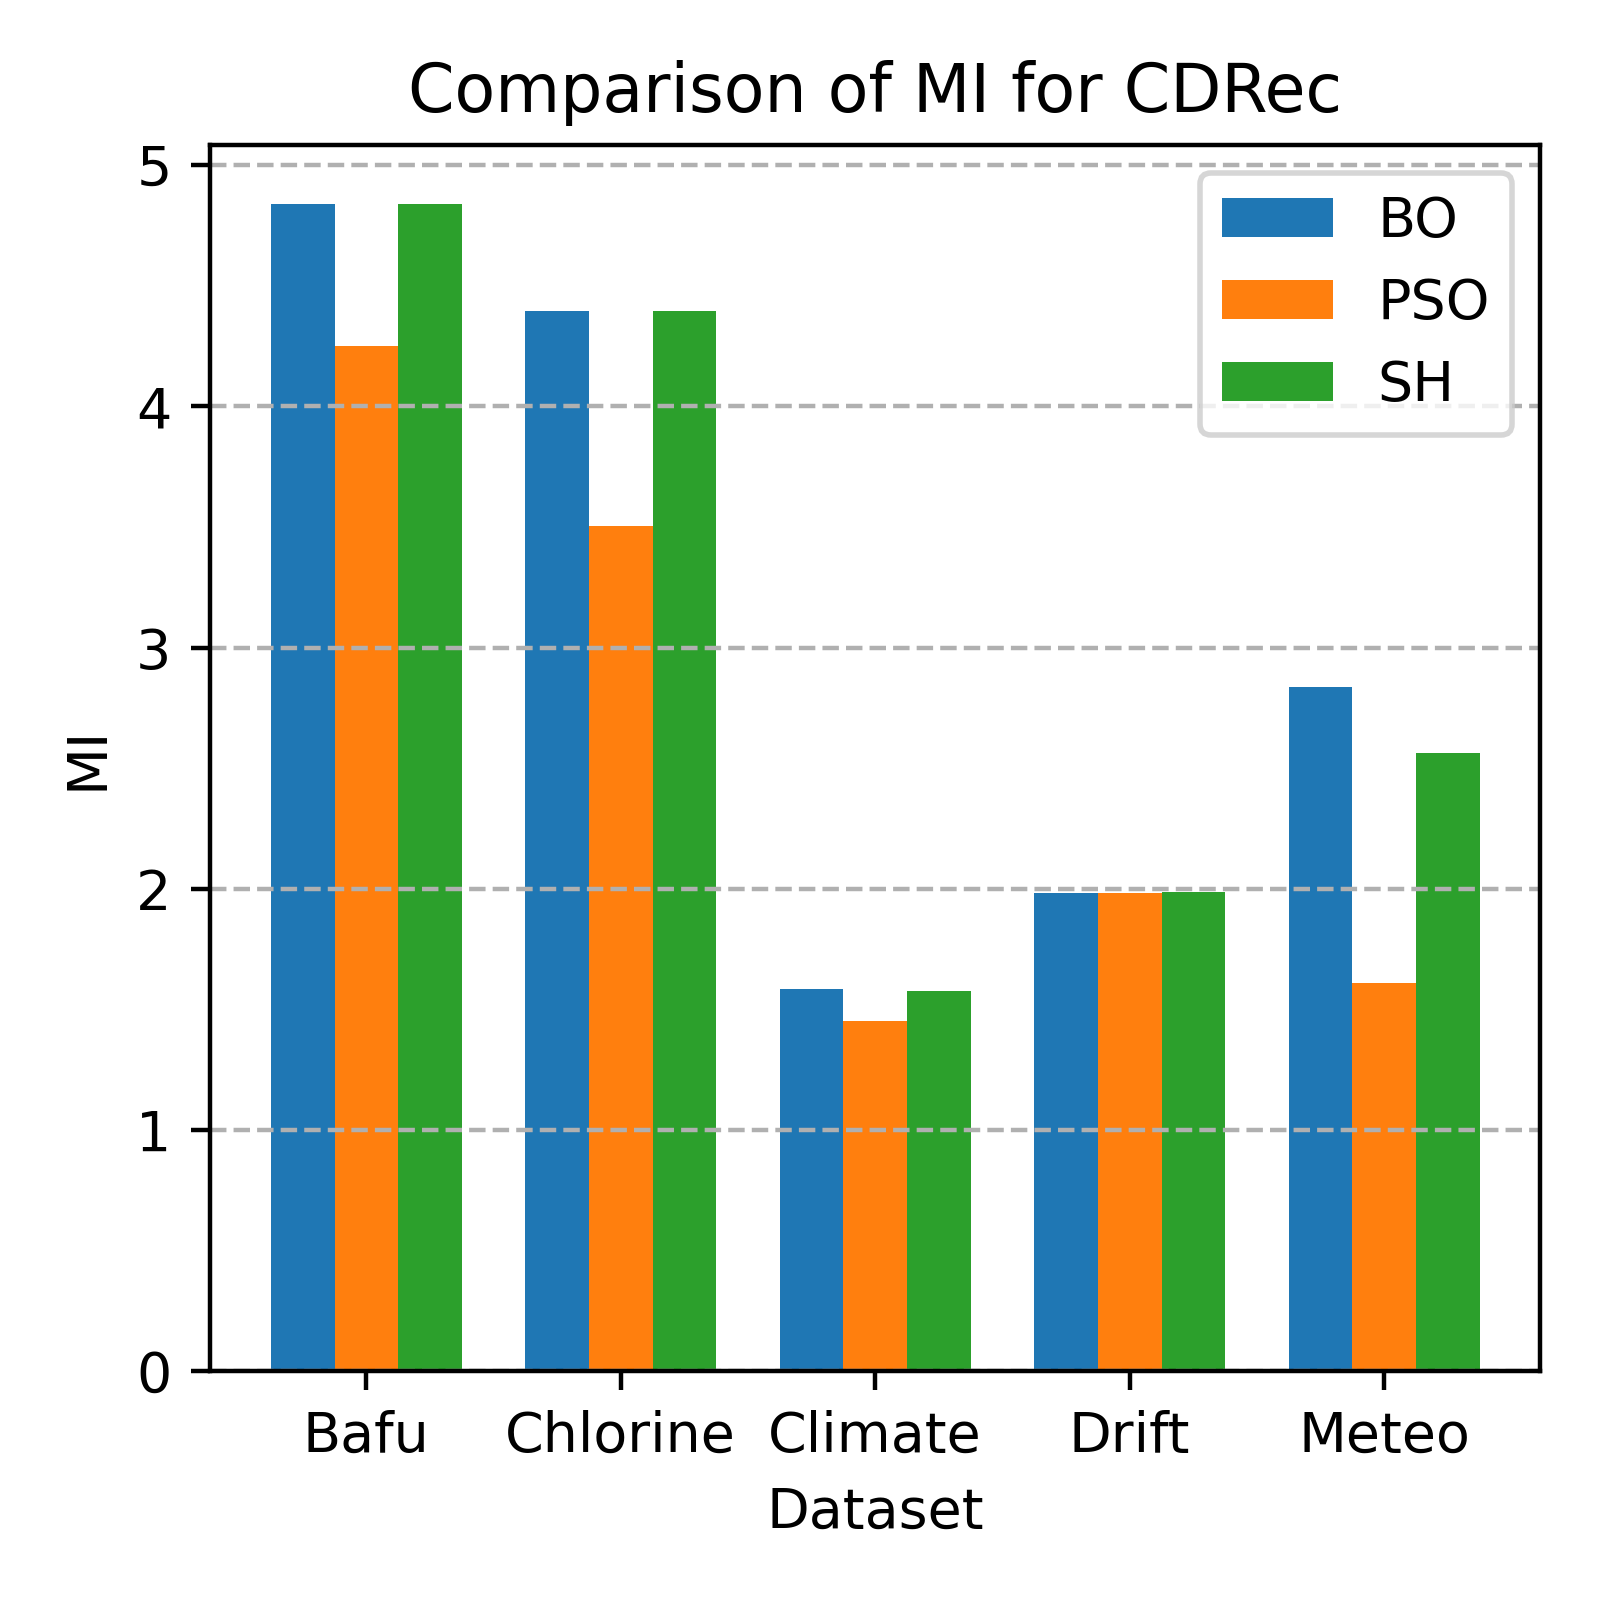 Comparison of MI for CDRec
5
4
3
2
1
0
MI
BO
PSO
SH
Bafu Chlorine Climate Drift Meteo
Dataset